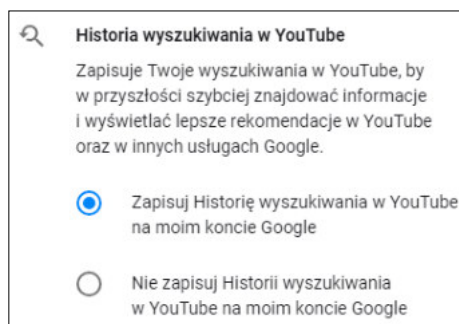 Historia wyszukiwania w YouTube
Zapisuje Twoje wyszukiwania w YouTube, by
w przyszłości szybciej znajdować informacje
i wyświetlać lepsze rekomendacje w YouTube
oraz w innych usługach Google.
Zapisuj Historię wyszukiwania w YouTube
na moim koncie Google
Nie zapisuj Historii wyszukiwania
w YouTube na moim koncie Google